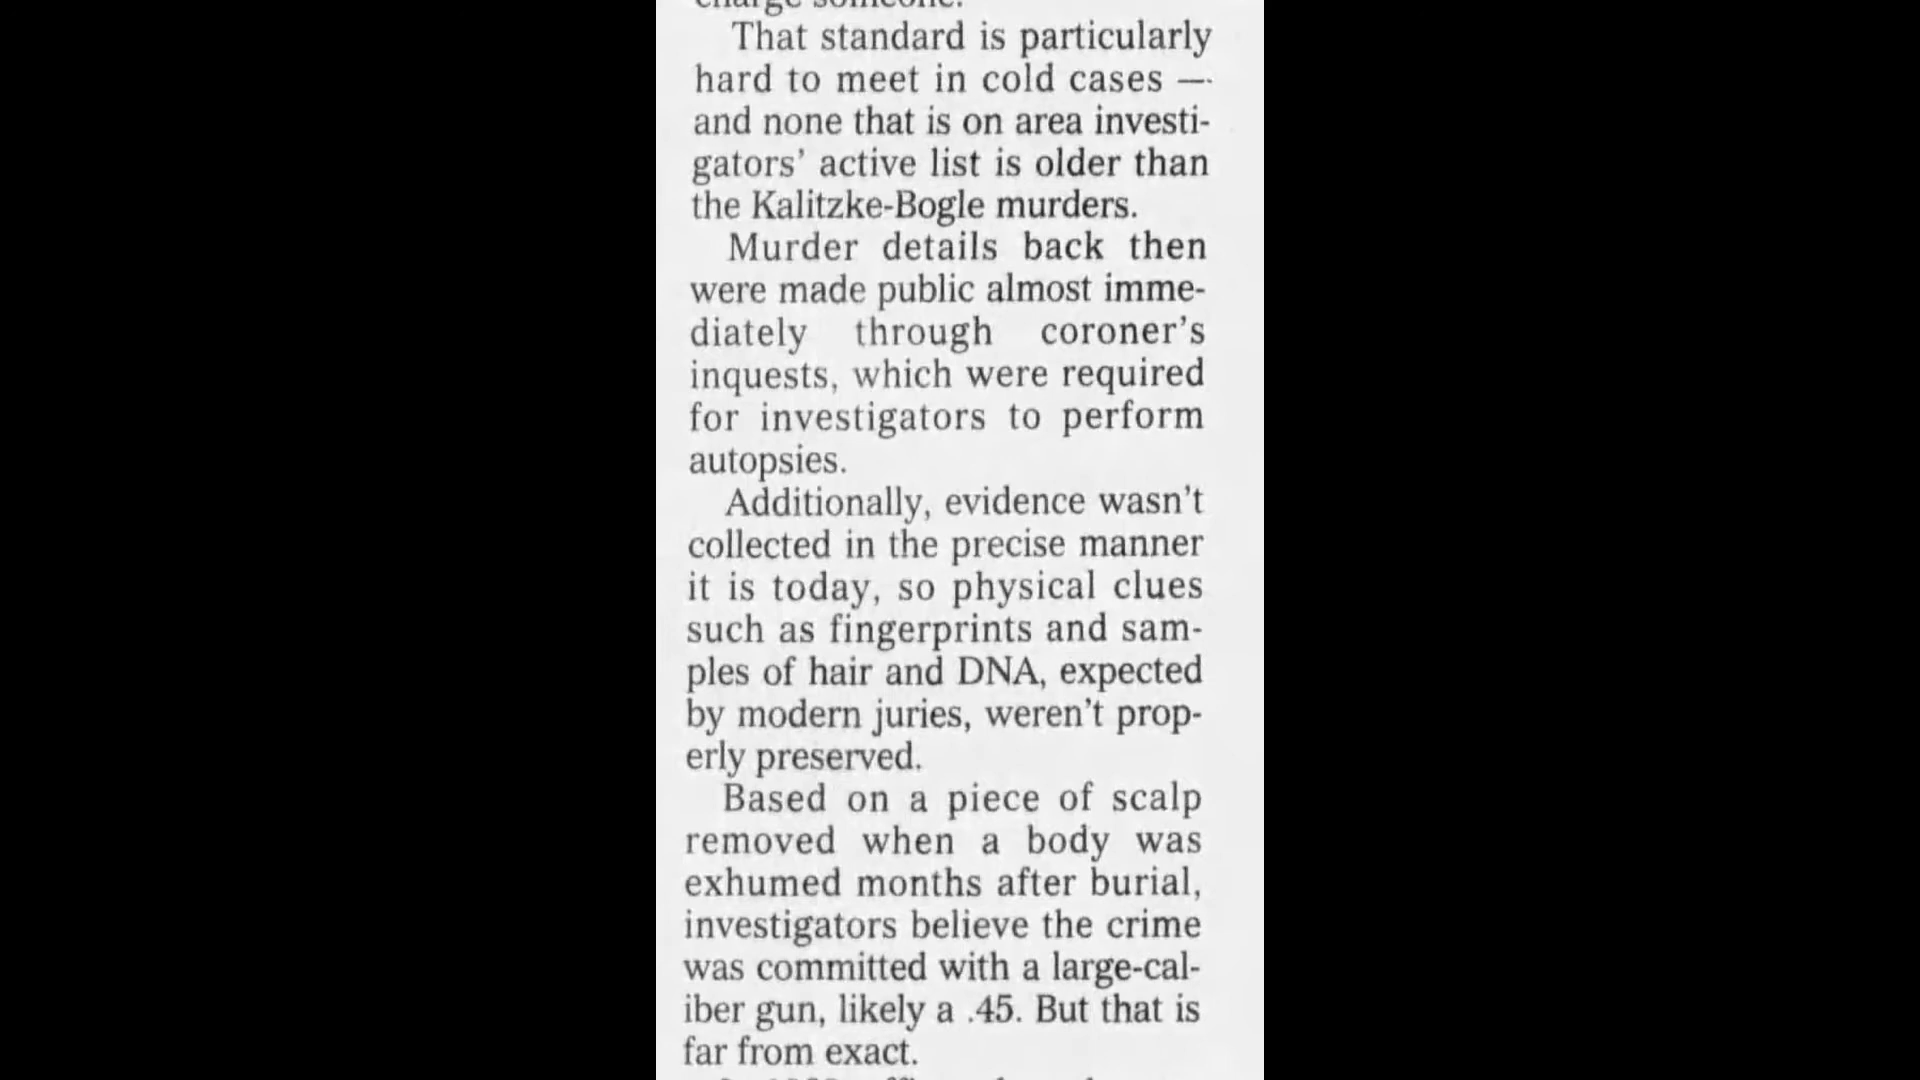 charge someone.
That standard is particularly
hard to meet in cold cases —
and none that is on area investi-
gators' active list is older than
the Kalitzke-Bogle murders.
Murder details back then
were made public almost imme-
diately through coroner's
inquests, which were required
for investigators to perform
autopsies.
Additionally, evidence wasn't
collected in the precise manner
it is today, so physical clues
such as fingerprints and sam-
ples of hair and DNA, expected
by modern juries, weren't prop-
erly preserved.
Based on a piece of scalp
removed when a body was
exhumed months after burial,
investigators believe the crime
was committed with a large-cal-
iber gun, likely a .45. But that is
far from exact.